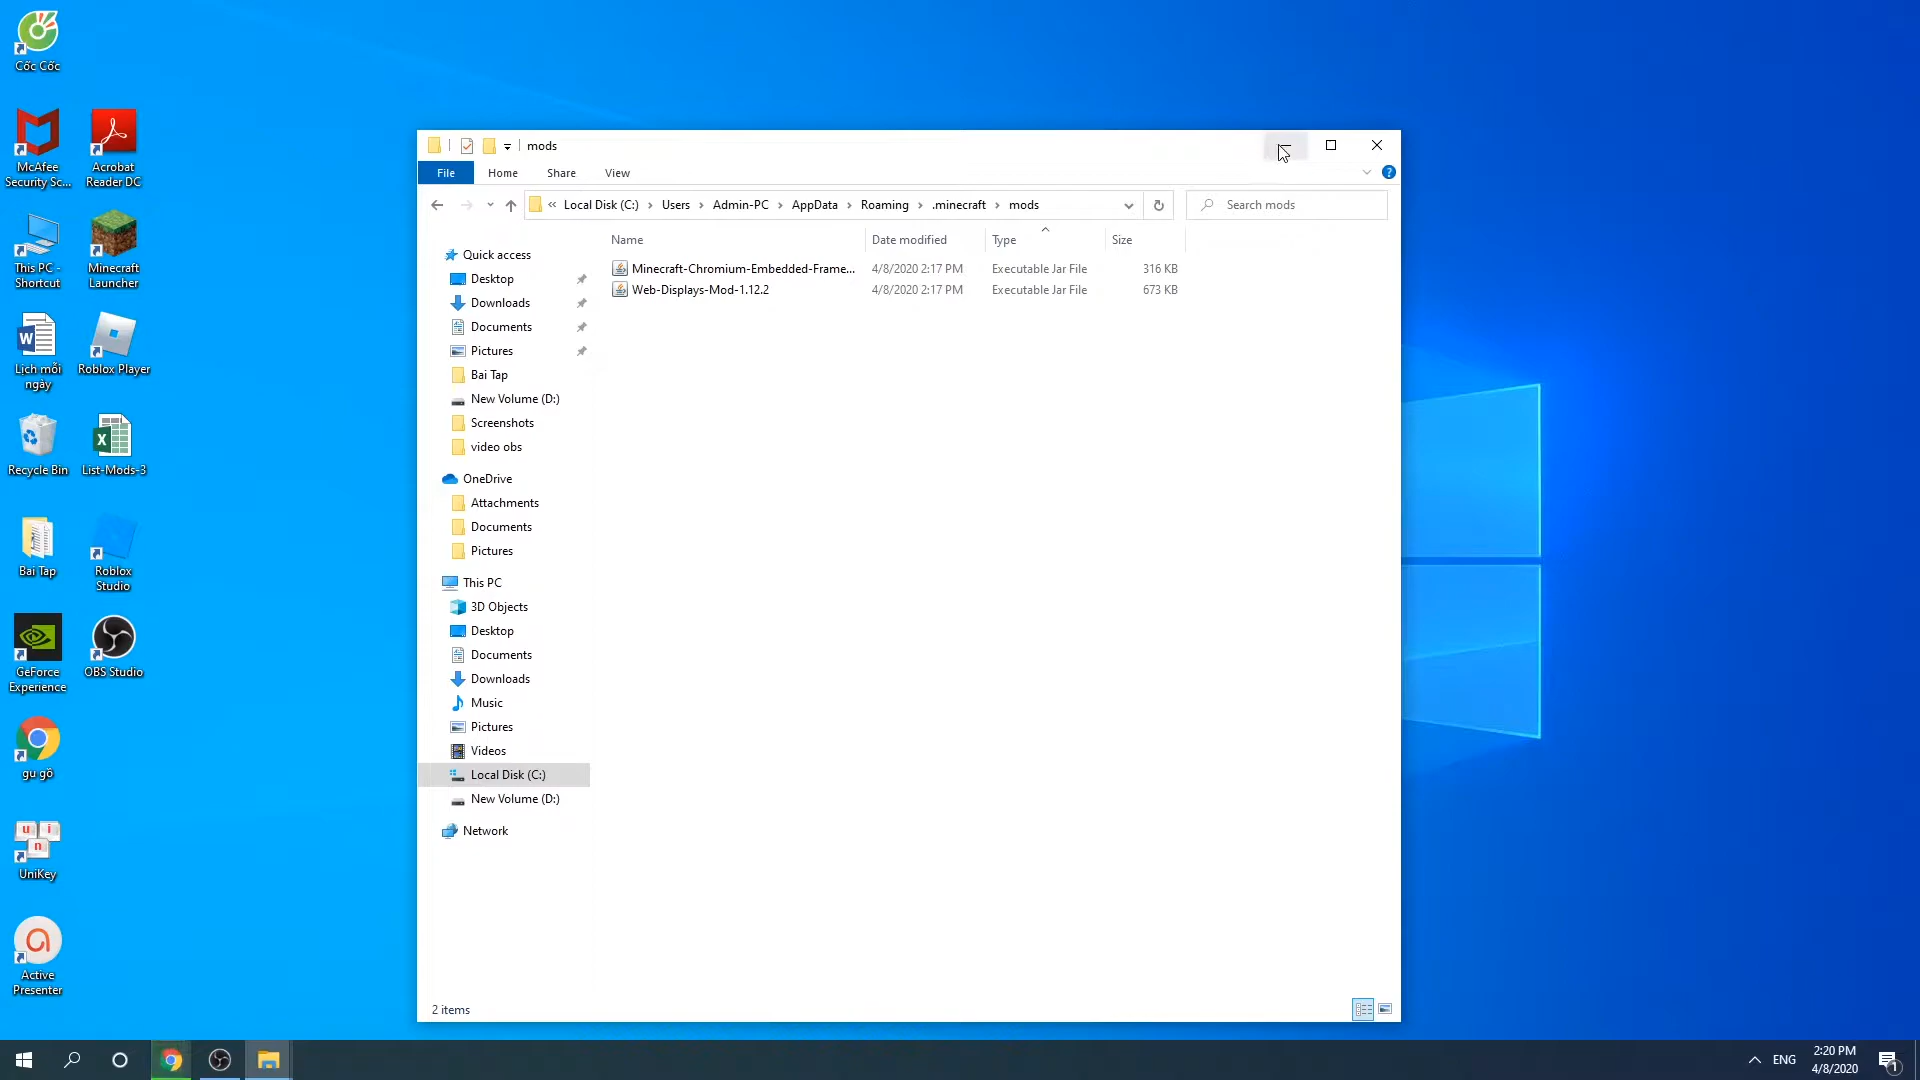 Cốc Cốc
McAfee
Security Sc...
Acrobat
Reader DC
This PC -
Shortcut
Minecraft
Launcher
Lịch mỗi
ngày
Roblox Player
Recycle Bin
List-Mods-3
Bai Tap
Roblox
Studio
GeForce
Experience
OBS Studio
gu gồ
UniKey
Active
Presenter
mods
File Home Share View
« Local Disk (C:) › Users › Admin-PC › AppData › Roaming › .minecraft › mods
Search mods
Name Date modified Type Size
Minecraft-Chromium-Embedded-Frame... 4/8/2020 2:17 PM Executable Jar File 316 KB
Web-Displays-Mod-1.12.2 4/8/2020 2:17 PM Executable Jar File 673 KB
Quick access
Desktop
Downloads
Documents
Pictures
Bai Tap
New Volume (D:)
Screenshots
video obs
OneDrive
Attachments
Documents
Pictures
This PC
3D Objects
Desktop
Documents
Downloads
Music
Pictures
Videos
Local Disk (C:)
New Volume (D:)
Network
2 items
ENG
2:20 PM
4/8/2020
1